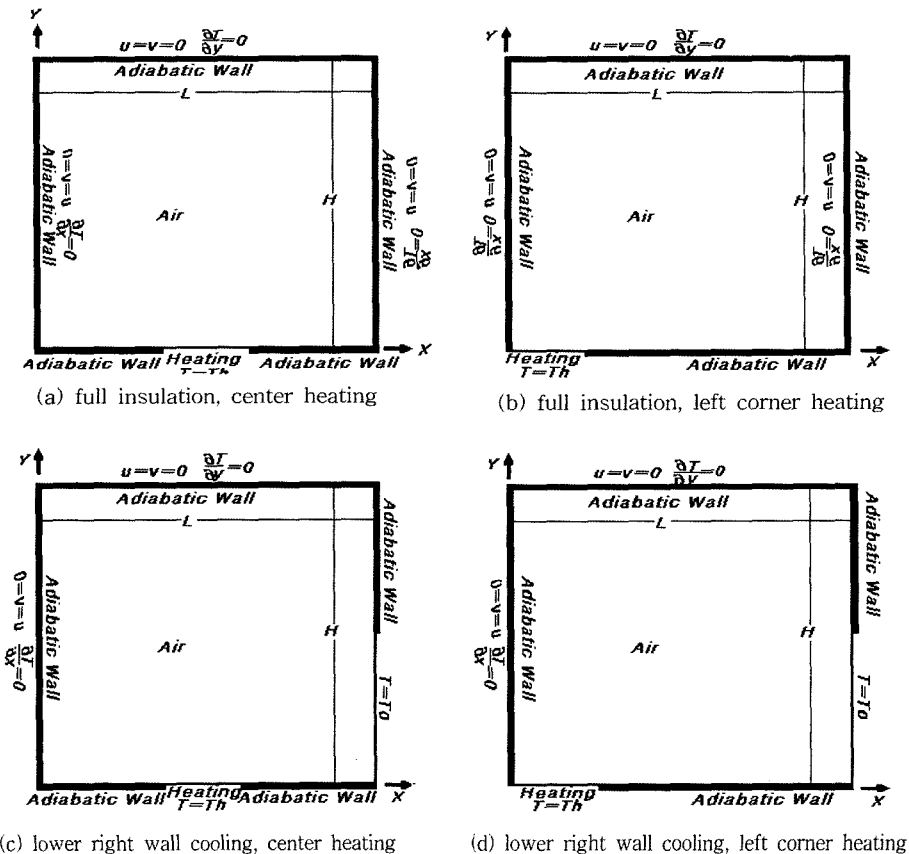 Y
u=v=0 ∂T/∂y=0
Adiabatic Wall
L
Adiabatic Wall
u=v=0 ∂T/∂x=0
Air
H
u=v=0 ∂T/∂x=0
Adiabatic Wall
X
Adiabatic Wall Heating Adiabatic Wall
T=Th
(a) full insulation, center heating
Y
u=v=0 ∂T/∂y=0
Adiabatic Wall
L
u=v=0 ∂T/∂x=0
Adiabatic Wall
Air
H
u=v=0 ∂T/∂x=0
Adiabatic Wall
Heating
T=Th
Adiabatic Wall
X
(b) full insulation, left corner heating
Y
u=v=0 ∂T/∂y=0
Adiabatic Wall
L
u=v=0 ∂T/∂x=0
Adiabatic Wall
Air
H
Adiabatic Wall
T=To
Adiabatic Wall Heating Adiabatic Wall
T=Th
X
(c) lower right wall cooling, center heating
Y
u=v=0 ∂T/∂y=0
Adiabatic Wall
L
u=v=0 ∂T/∂x=0
Adiabatic Wall
Air
H
Adiabatic Wall
T=To
Heating
T=Th
Adiabatic Wall
X
(d) lower right wall cooling, left corner heating